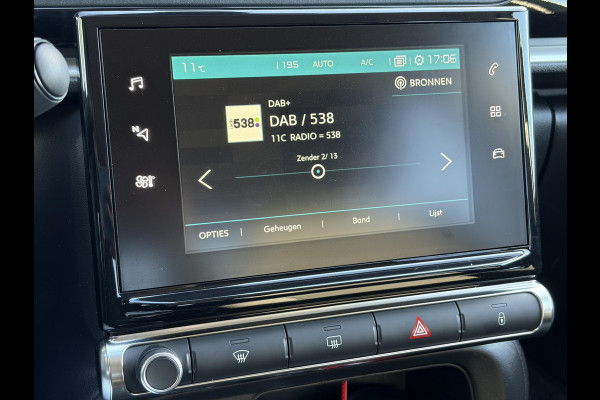 11°C 195 AUTO A/C 17:06
BRONNEN
DAB+
538
DAB / 538
11C RADIO = 538
Zender 2/ 13
OPTIES Geheugen Band Lijst
N